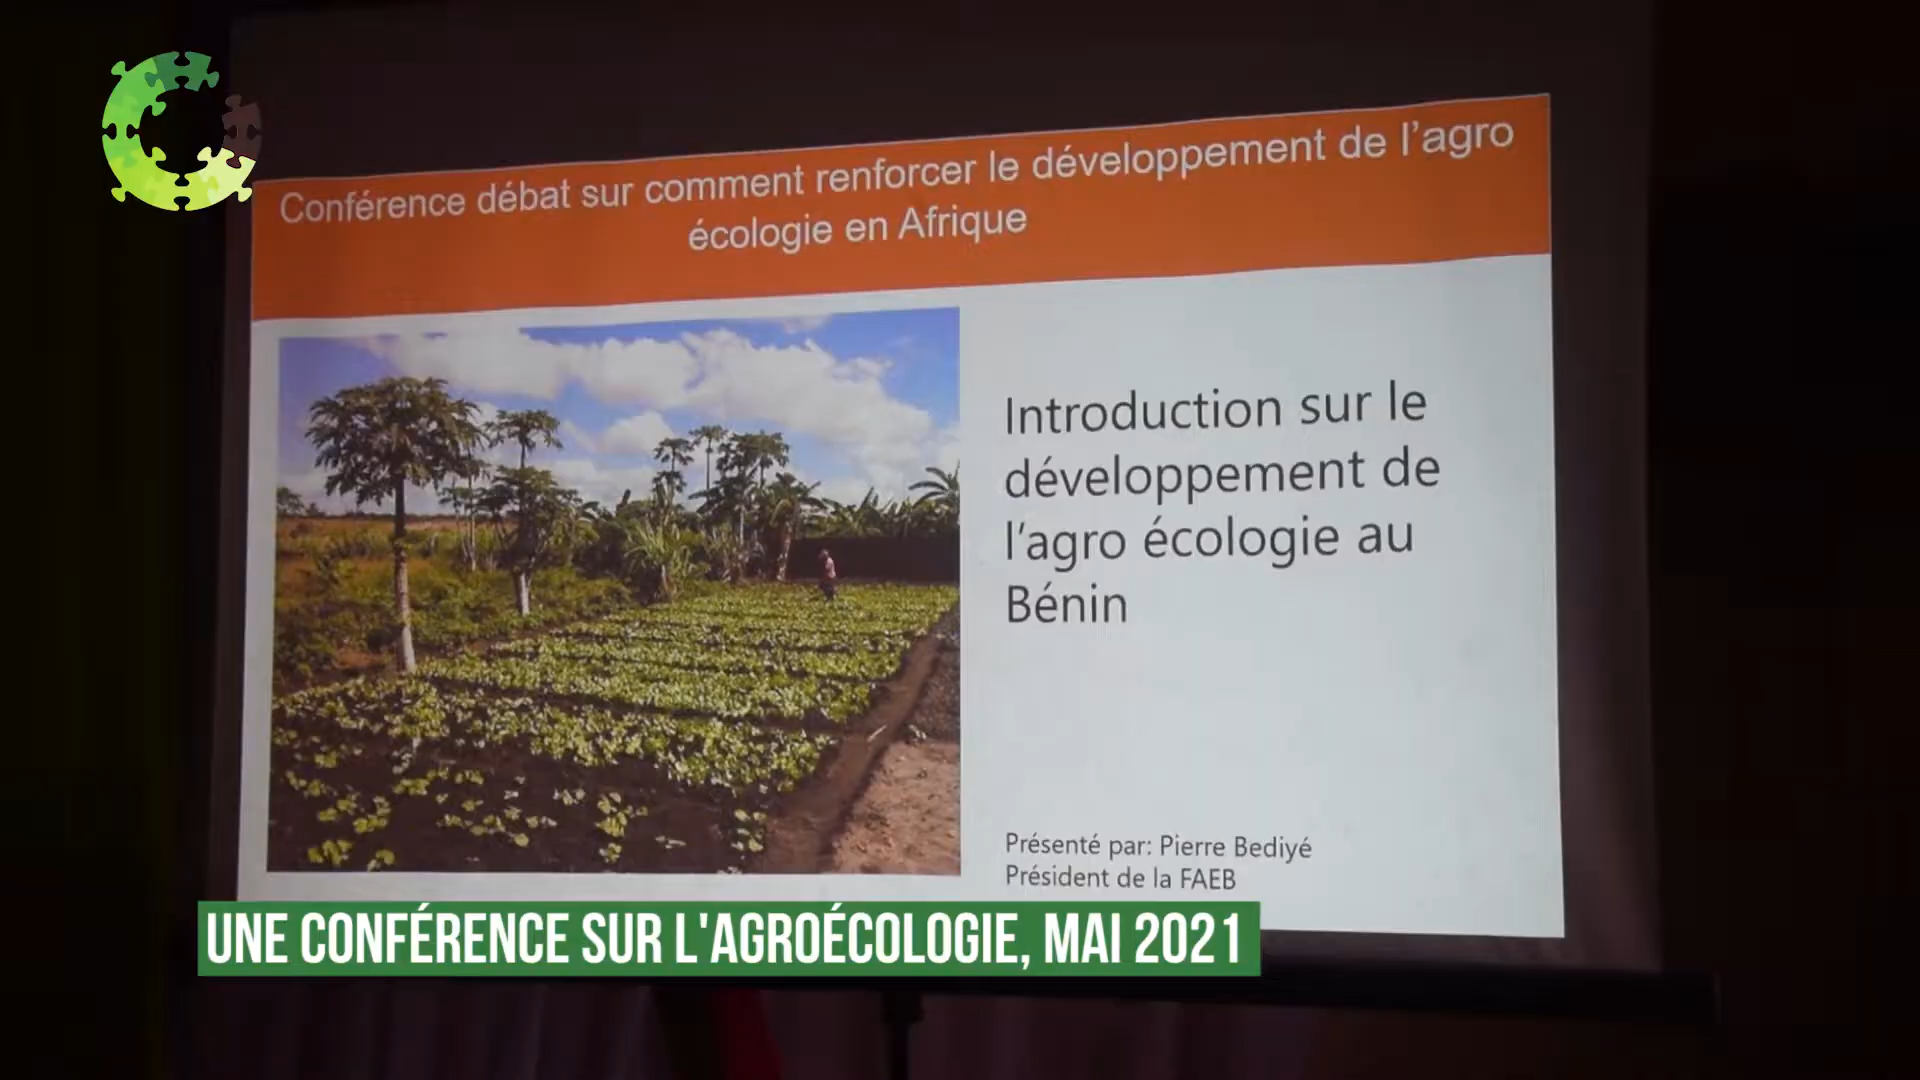 Conférence débat sur comment renforcer le développement de l’agro
écologie en Afrique
Introduction sur le
développement de
l’agro écologie au
Bénin
Présenté par: Pierre Bediyé
Président de la FAEB
UNE CONFÉRENCE SUR L'AGROÉCOLOGIE, MAI 2021